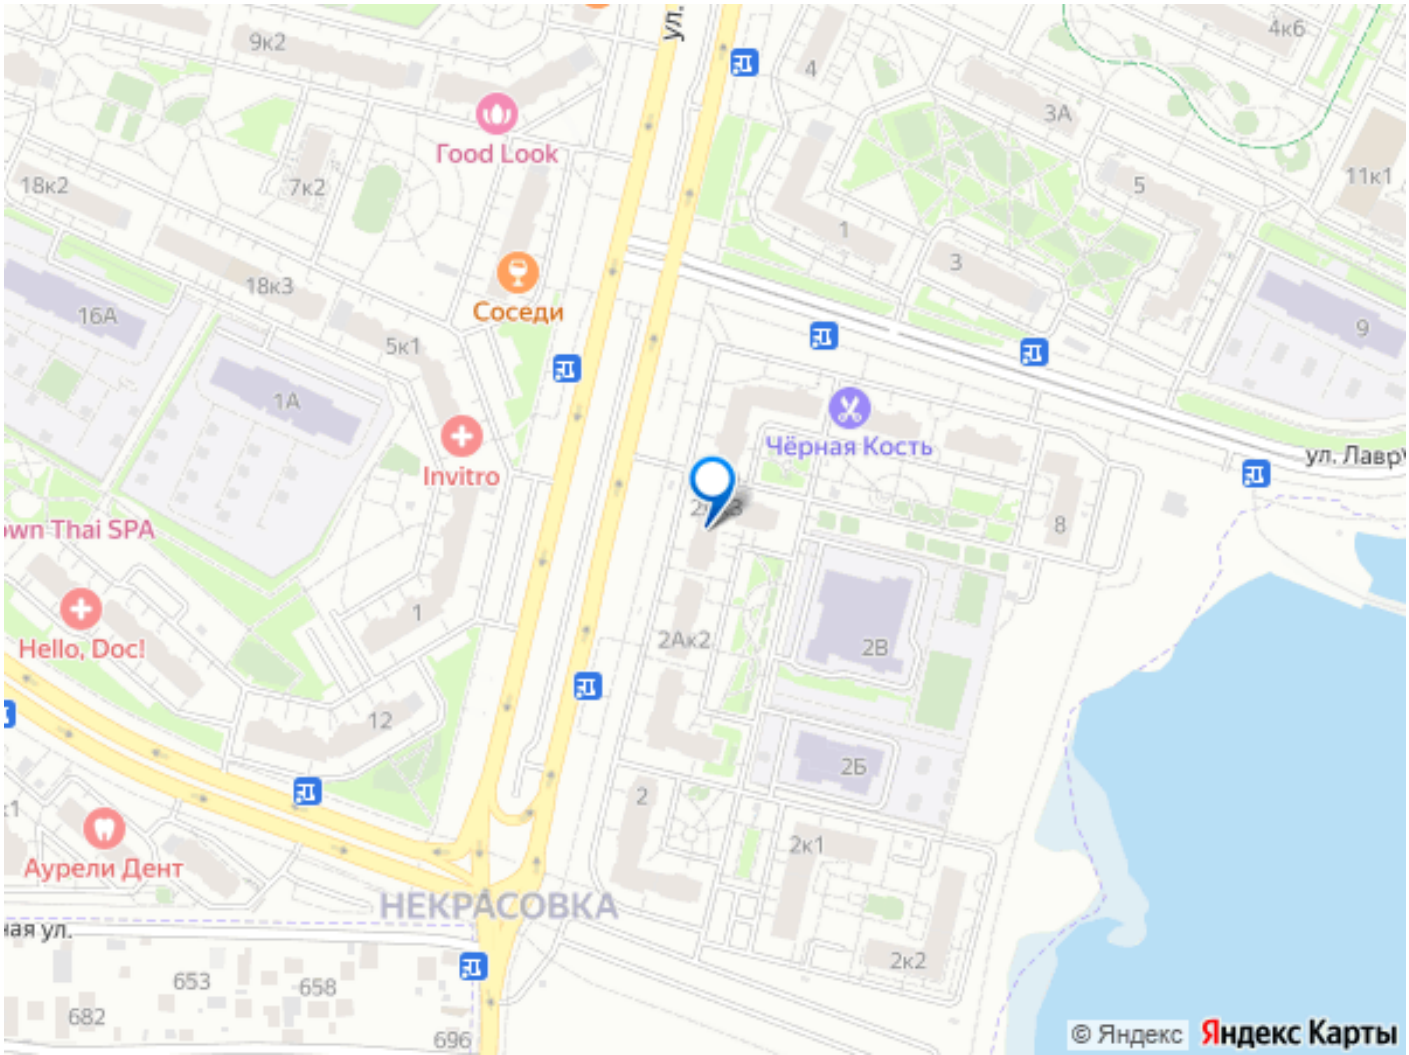 9к2
ул.
4
4к6
3А
Food Look
18к2
7к2
5
11к1
1
3
18к3
Соседи
16А
5к1
9
1А
Чёрная Кость
Invitro
ул. Лавр
own Thai SPA
8
1
Hello, Doc!
2Ак2
2В
12
2Б
2
к1
2к1
Аурели Дент
НЕКРАСОВКА
ная ул.
2к2
653
658
682
696
© Яндекс
Яндекс Карты